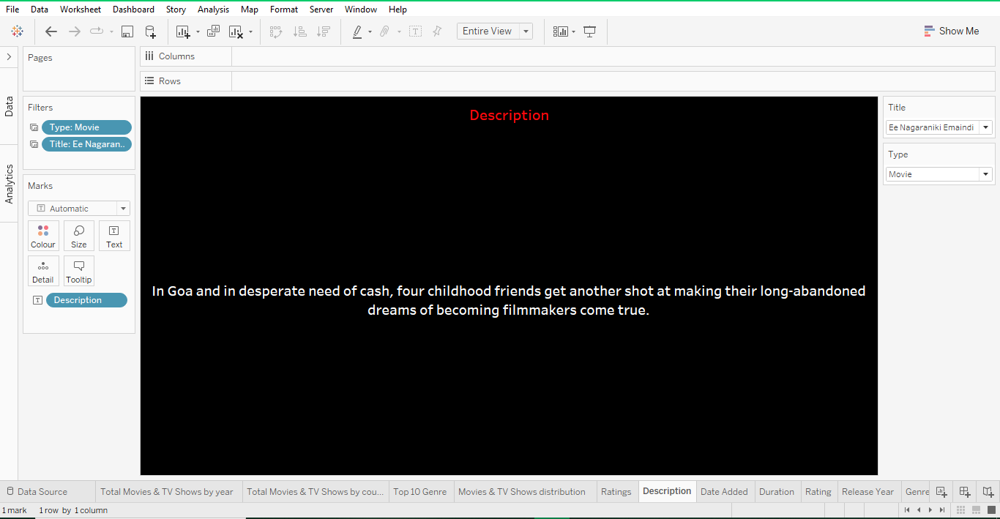 File Data Worksheet Dashboard Story Analysis Map Format Server Window Help
Entire View
Show Me
Pages
Columns
Rows
Data
Analytics
Filters
Type: Movie
Title: Ee Nagaran..
Marks
Automatic
Colour Size Text
Detail Tooltip
Description
Description
In Goa and in desperate need of cash, four childhood friends get another shot at making their long-abandoned
dreams of becoming filmmakers come true.
Title
Ee Nagaraniki Emaindi
Type
Movie
Data Source Total Movies & TV Shows by year Total Movies & TV Shows by cou... Top 10 Genre Movies & TV Shows distribution Ratings Description Date Added Duration Rating Release Year Genre
1 mark 1 row by 1 column